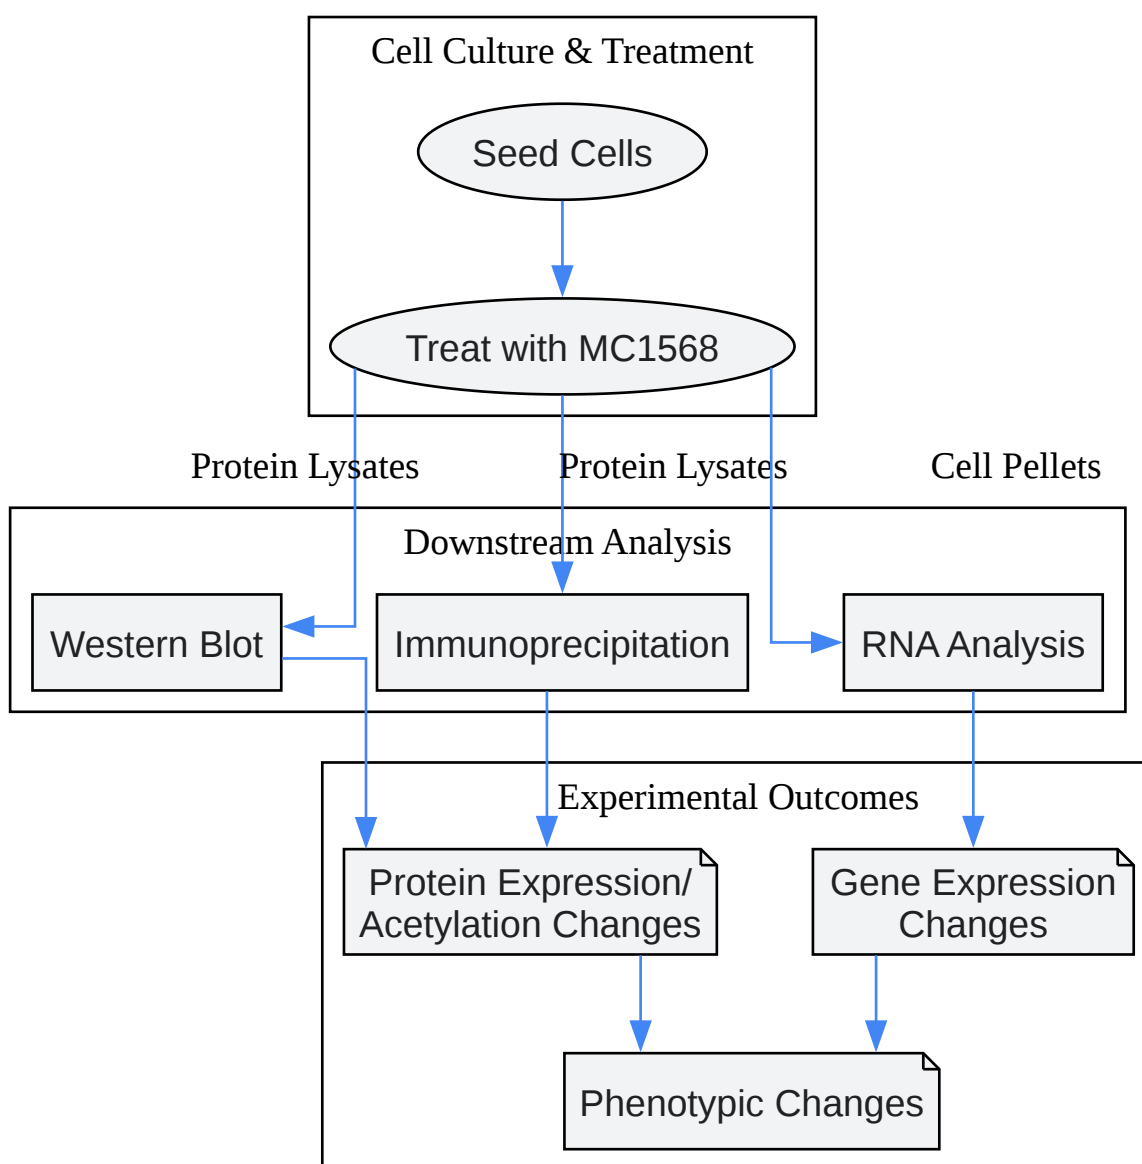 Cell Culture & Treatment
Seed Cells
Treat with MC1568
Protein Lysates
Protein Lysates
Cell Pellets
Downstream Analysis
Western Blot
Immunoprecipitation
RNA Analysis
Experimental Outcomes
Protein Expression/
Acetylation Changes
Gene Expression
Changes
Phenotypic Changes